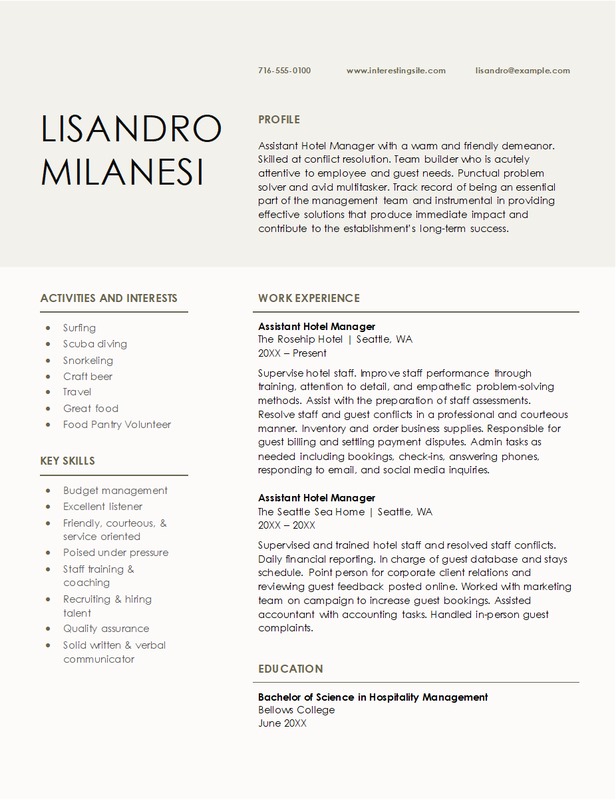 716-555-0100 www.interestingsite.com lisandro@example.com
LISANDRO
MILANESI
PROFILE
Assistant Hotel Manager with a warm and friendly demeanor.
Skilled at conflict resolution. Team builder who is acutely
attentive to employee and guest needs. Punctual problem
solver and avid multitasker. Track record of being an essential
part of the management team and instrumental in providing
effective solutions that produce immediate impact and
contribute to the establishment's long-term success.
ACTIVITIES AND INTERESTS
• Surfing
• Scuba diving
• Snorkeling
• Craft beer
• Travel
• Great food
• Food Pantry Volunteer
KEY SKILLS
• Budget management
• Excellent listener
• Friendly, courteous, &
service oriented
• Poised under pressure
• Staff training &
coaching
• Recruiting & hiring
talent
• Quality assurance
• Solid written & verbal
communicator
WORK EXPERIENCE
Assistant Hotel Manager
The Rosehip Hotel | Seattle, WA
20XX – Present
Supervise hotel staff. Improve staff performance through
training, attention to detail, and empathetic problem-solving
methods. Assist with the preparation of staff assessments.
Resolve staff and guest conflicts in a professional and courteous
manner. Inventory and order business supplies. Responsible for
guest billing and settling payment disputes. Admin tasks as
needed including bookings, check-ins, answering phones,
responding to email, and social media inquiries.
Assistant Hotel Manager
The Seattle Sea Home | Seattle, WA
20XX – 20XX
Supervised and trained hotel staff and resolved staff conflicts.
Daily financial reporting. In charge of guest database and stays
schedule. Point person for corporate client relations and
reviewing guest feedback posted online. Worked with marketing
team on campaign to increase guest bookings. Assisted
accountant with accounting tasks. Handled in-person guest
complaints.
EDUCATION
Bachelor of Science in Hospitality Management
Bellows College
June 20XX